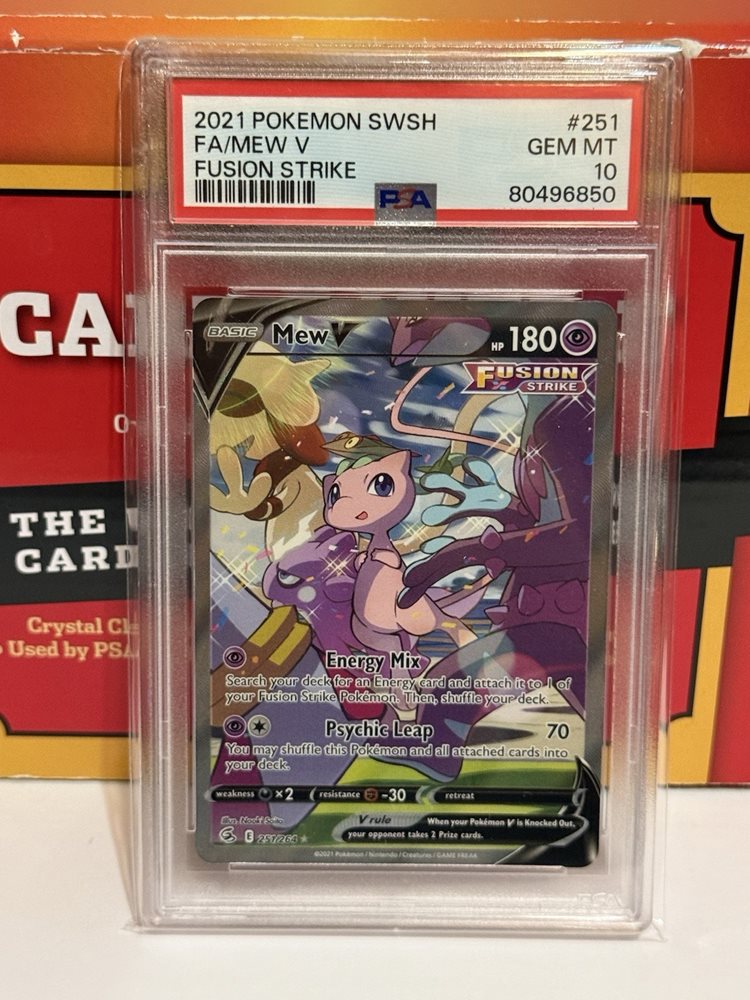 2021 POKEMON SWSH #251
FA/MEW V GEM MT
FUSION STRIKE 10
PSA 80496850
BASIC Mew V HP 180
FUSION
STRIKE
Energy Mix
Search your deck for an Energy card and attach it to 1 of
your Fusion Strike Pokémon. Then, shuffle your deck.
Psychic Leap 70
You may shuffle this Pokémon and all attached cards into
your deck.
weakness ×2 resistance -30 retreat
Illus. Naoki Saito
V rule When your Pokémon V is Knocked Out,
your opponent takes 2 Prize cards.
E 251/264
©2021 Pokémon / Nintendo / Creatures / GAME FREAK
PSA
CA
THE
CARD
Crystal Cl
Used by PSA